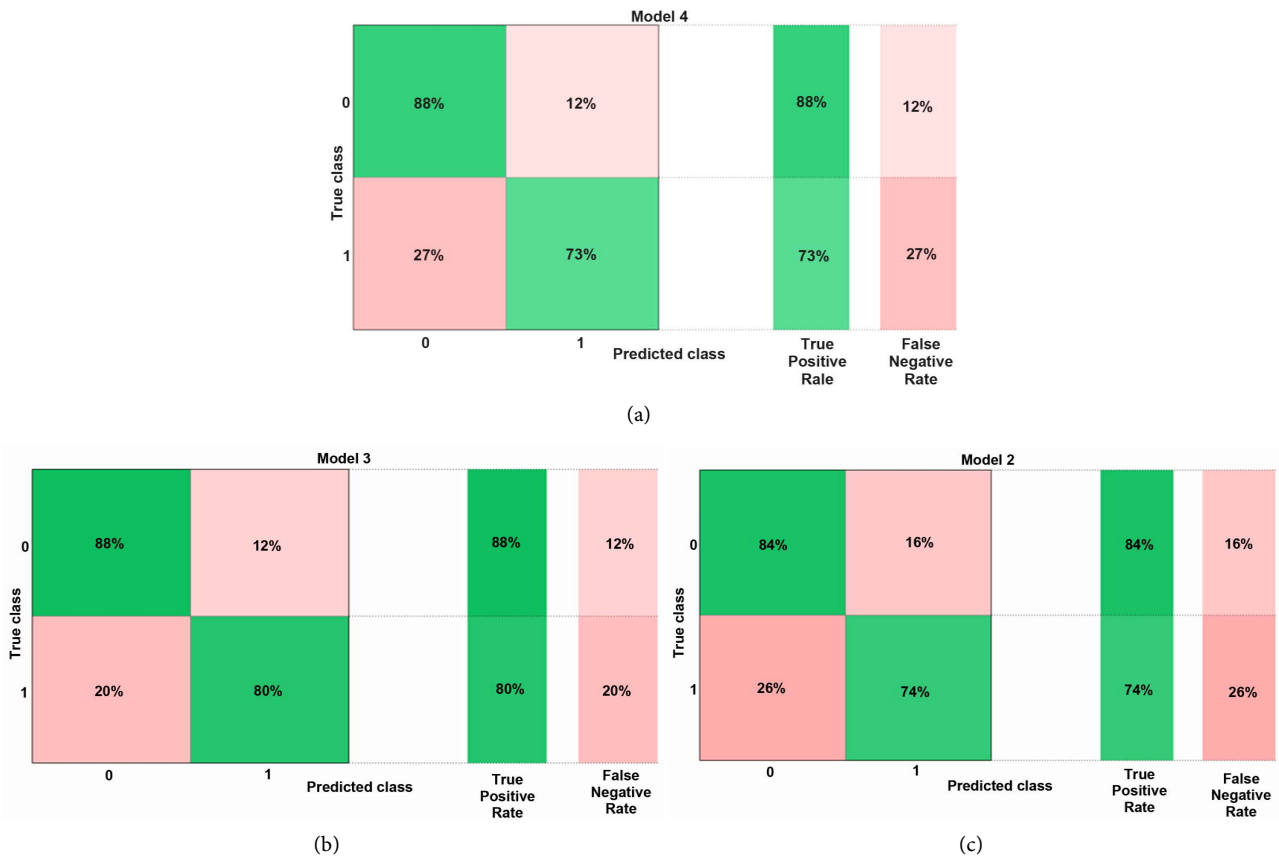 Model 4
0
88%
12%
88%
12%
True class
1
27%
73%
73%
27%
0
1
Predicted class
True
Positive
Rale
False
Negative
Rate
(a)
Model 3
0
88%
12%
88%
12%
True class
1
20%
80%
80%
20%
0
1
Predicted class
True
Positive
Rate
False
Negative
Rate
(b)
Model 2
0
84%
16%
84%
16%
True class
1
26%
74%
74%
26%
0
1
Predicted class
True
Positive
Rate
False
Negative
Rate
(c)